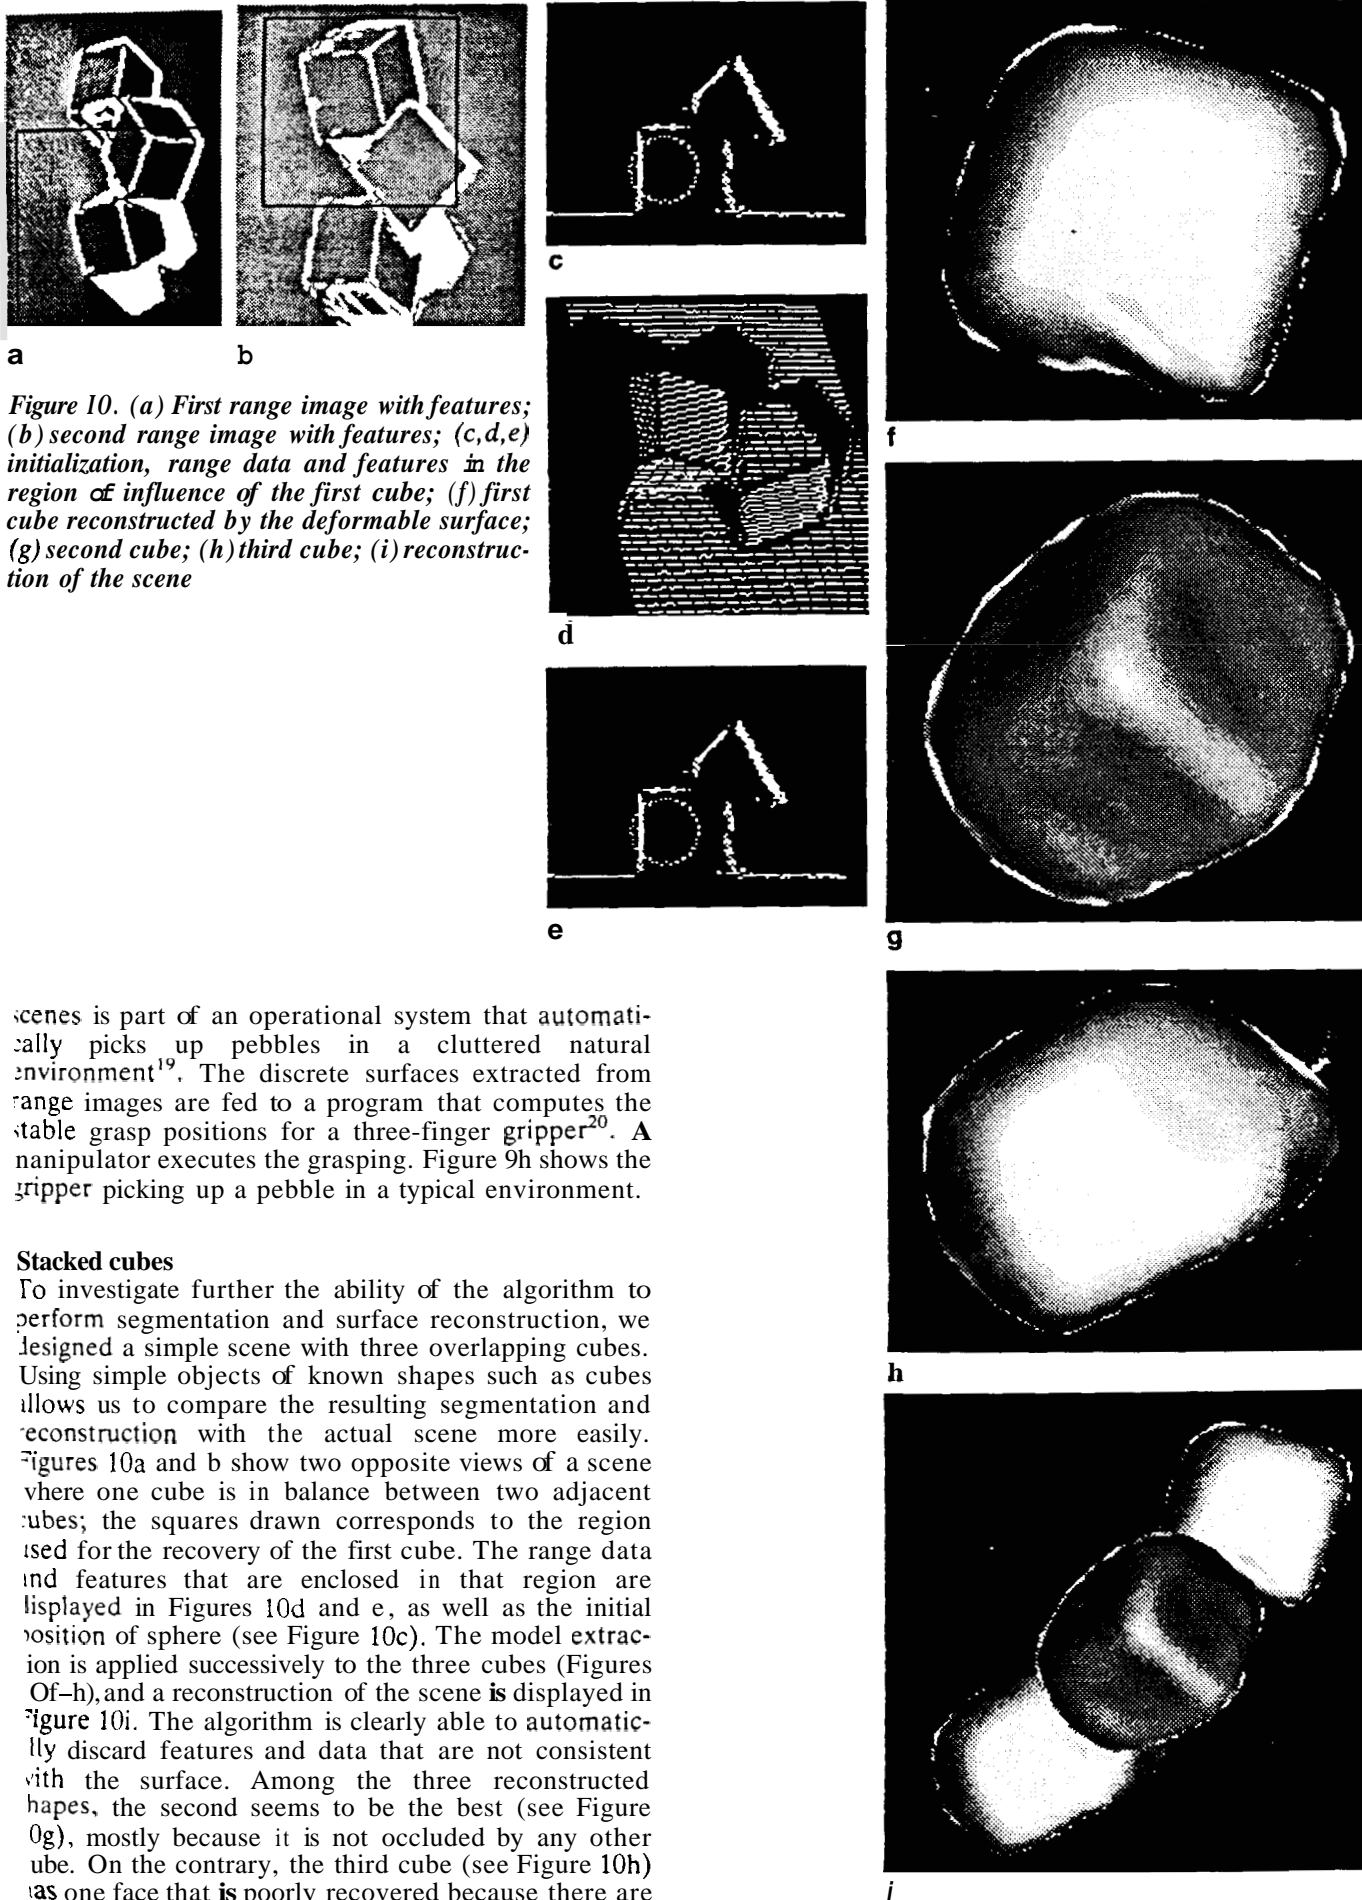 a
b
Figure 10. (a) First range image with features;
(b) second range image with features; (c,d,e)
initialization, range data and features in the
region of influence of the first cube; (f) first
cube reconstructed by the deformable surface;
(g) second cube; (h) third cube; (i) reconstruc-
tion of the scene
c
d
e
f
g
h
i
scenes is part of an operational system that automati-
cally picks up pebbles in a cluttered natural
environment19. The discrete surfaces extracted from
range images are fed to a program that computes the
stable grasp positions for a three-finger gripper20. A
manipulator executes the grasping. Figure 9h shows the
gripper picking up a pebble in a typical environment.
Stacked cubes
To investigate further the ability of the algorithm to
perform segmentation and surface reconstruction, we
designed a simple scene with three overlapping cubes.
Using simple objects of known shapes such as cubes
allows us to compare the resulting segmentation and
reconstruction with the actual scene more easily.
Figures 10a and b show two opposite views of a scene
where one cube is in balance between two adjacent
cubes; the squares drawn corresponds to the region
used for the recovery of the first cube. The range data
and features that are enclosed in that region are
displayed in Figures 10d and e, as well as the initial
position of sphere (see Figure 10c). The model extrac-
ion is applied successively to the three cubes (Figures
Of–h), and a reconstruction of the scene is displayed in
Figure 10i. The algorithm is clearly able to automatic-
lly discard features and data that are not consistent
with the surface. Among the three reconstructed
hapes, the second seems to be the best (see Figure
0g), mostly because it is not occluded by any other
ube. On the contrary, the third cube (see Figure 10h)
as one face that is poorly recovered because there are